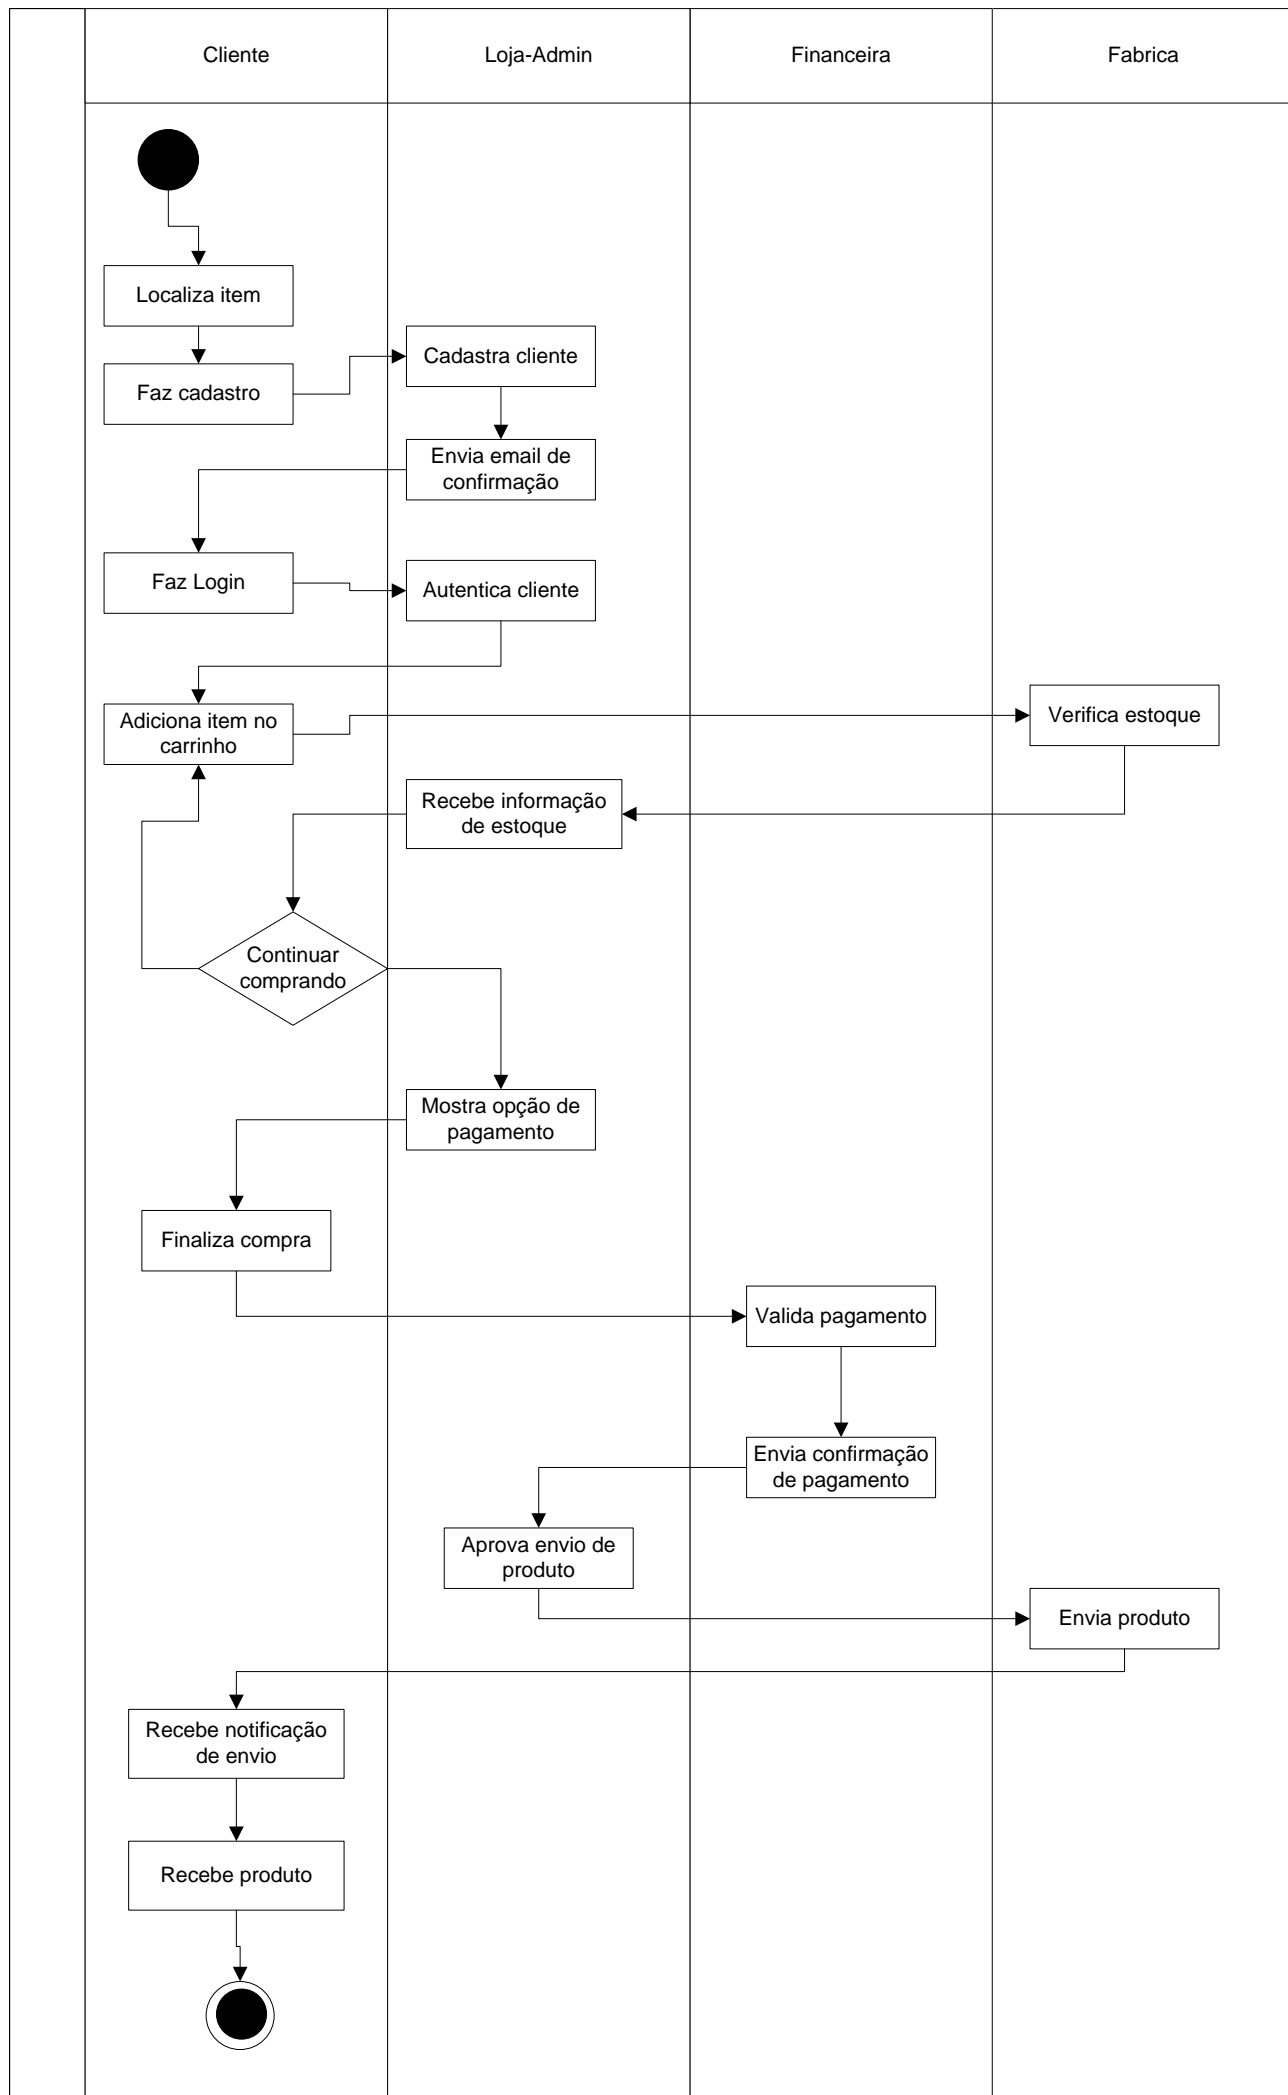 Cliente
Loja-Admin
Financeira
Fabrica
Localiza item
Cadastra cliente
Faz cadastro
Envia email de
confirmação
Faz Login
Autentica cliente
Adiciona item no
carrinho
Verifica estoque
Recebe informação
de estoque
Continuar
comprando
Mostra opção de
pagamento
Finaliza compra
Valida pagamento
Envia confirmação
de pagamento
Aprova envio de
produto
Envia produto
Recebe notificação
de envio
Recebe produto